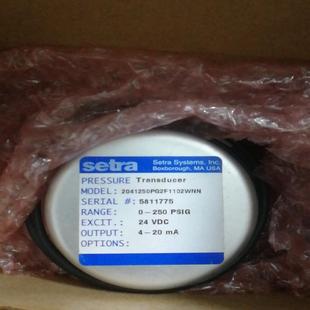 setra
Setra Systems, Inc.
Boxborough, MA USA
PRESSURE Transducer
MODEL: 2041250PG2F1102WNN
SERIAL #: 5811775
RANGE: 0-250 PSIG
EXCIT.: 24 VDC
OUTPUT: 4-20 mA
OPTIONS: